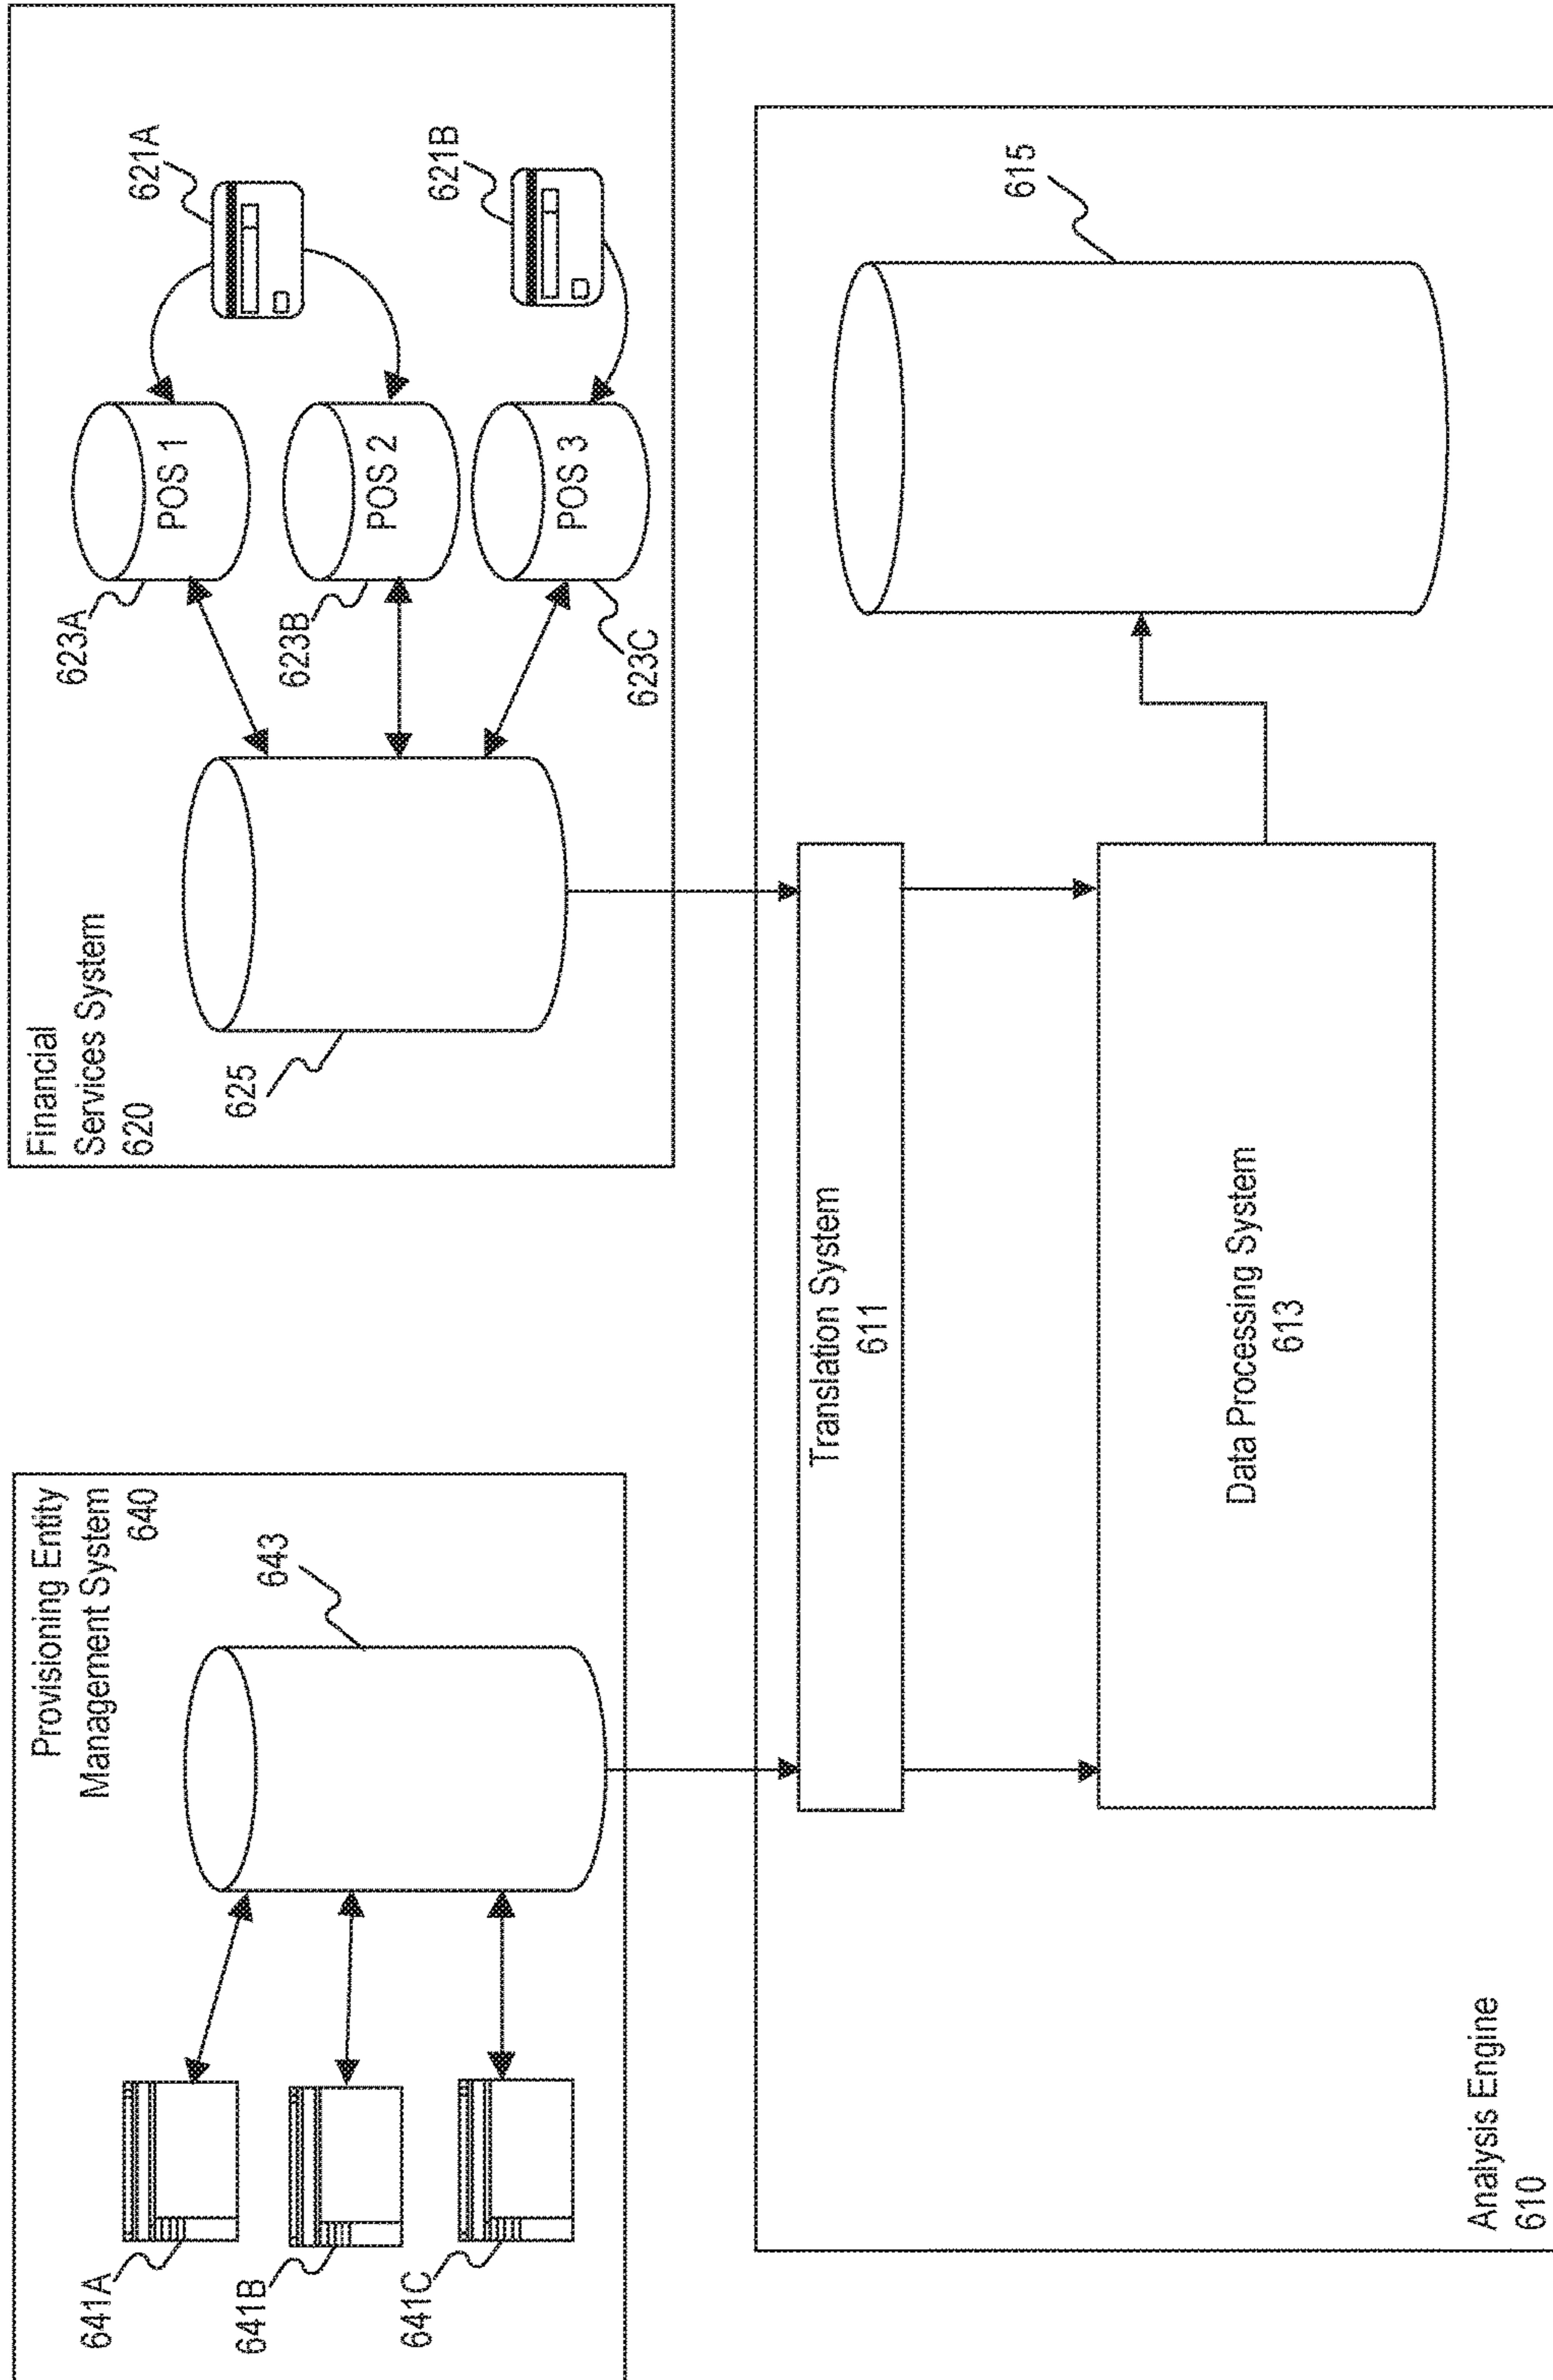 Provisioning Entity
Management System
640
641A
641B
641C
643
Financial
Services System
620
625
623A
623B
623C
POS 1
POS 2
POS 3
621A
621B
Translation System
611
Data Processing System
613
615
Analysis Engine
610